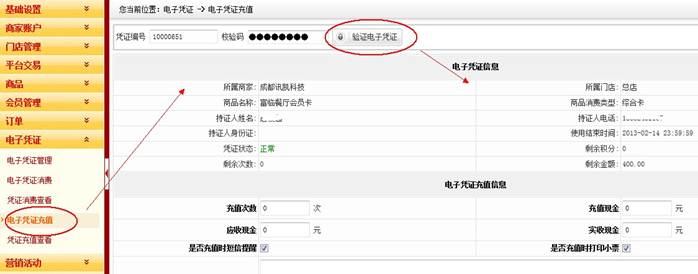 基础设置
商家账户
门店管理
平台交易
商品
会员管理
订单
电子凭证
电子凭证管理
电子凭证消费
凭证消费查看
电子凭证充值
凭证充值查看
营销活动
您当前位置：电子凭证 -> 电子凭证充值
凭证编号 10000651 校验码 ●●●●●●●● 验证电子凭证
电子凭证信息
所属商家： 成都讯凯科技 所属门店： 总店
商品名称： 富临餐厅会员卡 商品消费类型： 综合卡
持证人姓名： 持证人电话：
持证人身份证： 使用结束时间： 2013-02-14 23:59:59
凭证状态： 正常 剩余积分： 0
剩余次数： 0 剩余金额： 400.00
电子凭证充值信息
充值次数 0 次 充值现金 0 元
应收现金 0 元 实收现金 0 元
是否充值时短信提醒 是否充值时打印小票